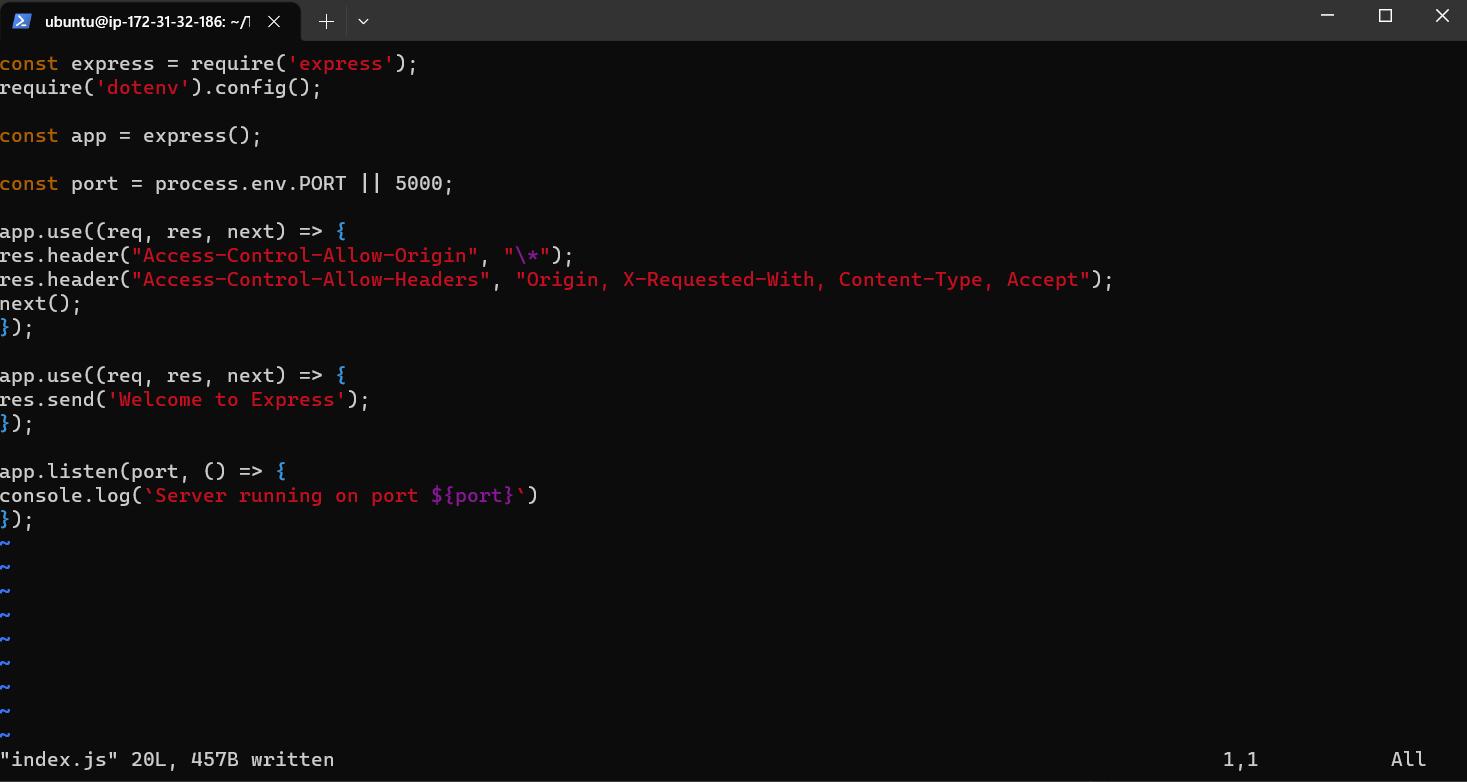 ubuntu@ip-172-31-32-186: ~/
const express = require('express');
require('dotenv').config();
const app = express();
const port = process.env.PORT || 5000;
app.use((req, res, next) => {
res.header("Access-Control-Allow-Origin", "\*");
res.header("Access-Control-Allow-Headers", "Origin, X-Requested-With, Content-Type, Accept");
next();
});
app.use((req, res, next) => {
res.send('Welcome to Express');
});
app.listen(port, () => {
console.log(`Server running on port ${port}`)
});
~
~
~
~
~
~
~
~
~
"index.js" 20L, 457B written 1,1 All